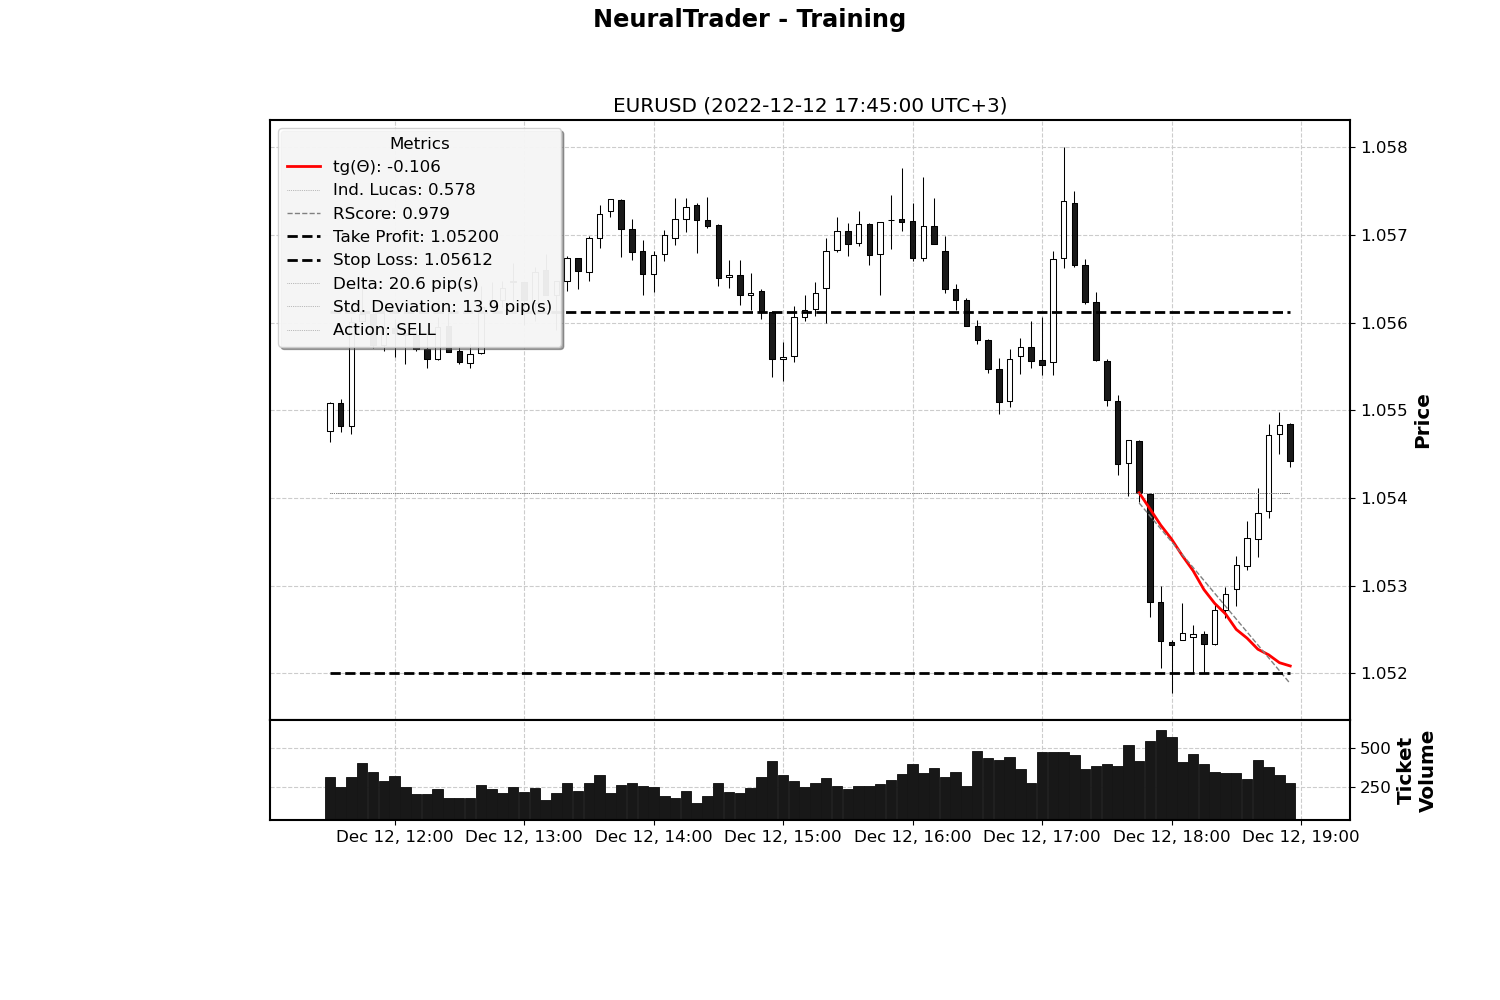 NeuralTrader - Training
EURUSD (2022-12-12 17:45:00 UTC+3)
Metrics
tg(Θ): -0.106
Ind. Lucas: 0.578
RScore: 0.979
Take Profit: 1.05200
Stop Loss: 1.05612
Delta: 20.6 pip(s)
Std. Deviation: 13.9 pip(s)
Action: SELL
1.058
1.057
1.056
1.055
1.054
1.053
1.052
Price
500
250
Ticket
Volume
Dec 12, 12:00
Dec 12, 13:00
Dec 12, 14:00
Dec 12, 15:00
Dec 12, 16:00
Dec 12, 17:00
Dec 12, 18:00
Dec 12, 19:00